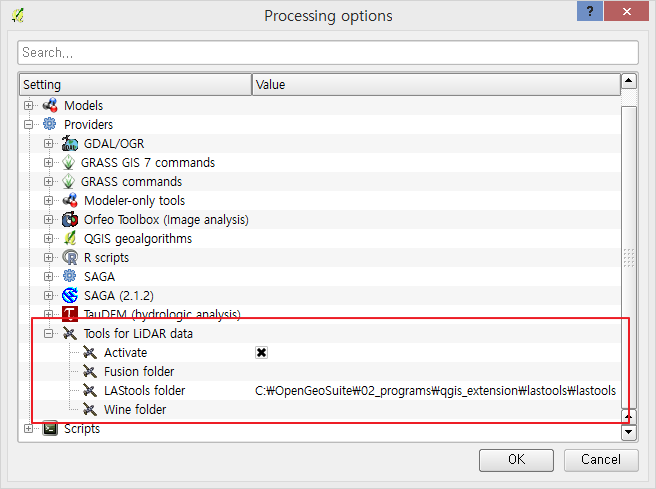 Processing options
?
Search...
Setting Value
Models
Providers
GDAL/OGR
GRASS GIS 7 commands
GRASS commands
Modeler-only tools
Orfeo Toolbox (Image analysis)
QGIS geoalgorithms
R scripts
SAGA
SAGA (2.1.2)
TauDEM (hydrologic analysis)
Tools for LiDAR data
Activate
Fusion folder
LAStools folder C:₩OpenGeoSuite₩02_programs₩qgis_extension₩lastools₩lastools
Wine folder
Scripts
OK Cancel